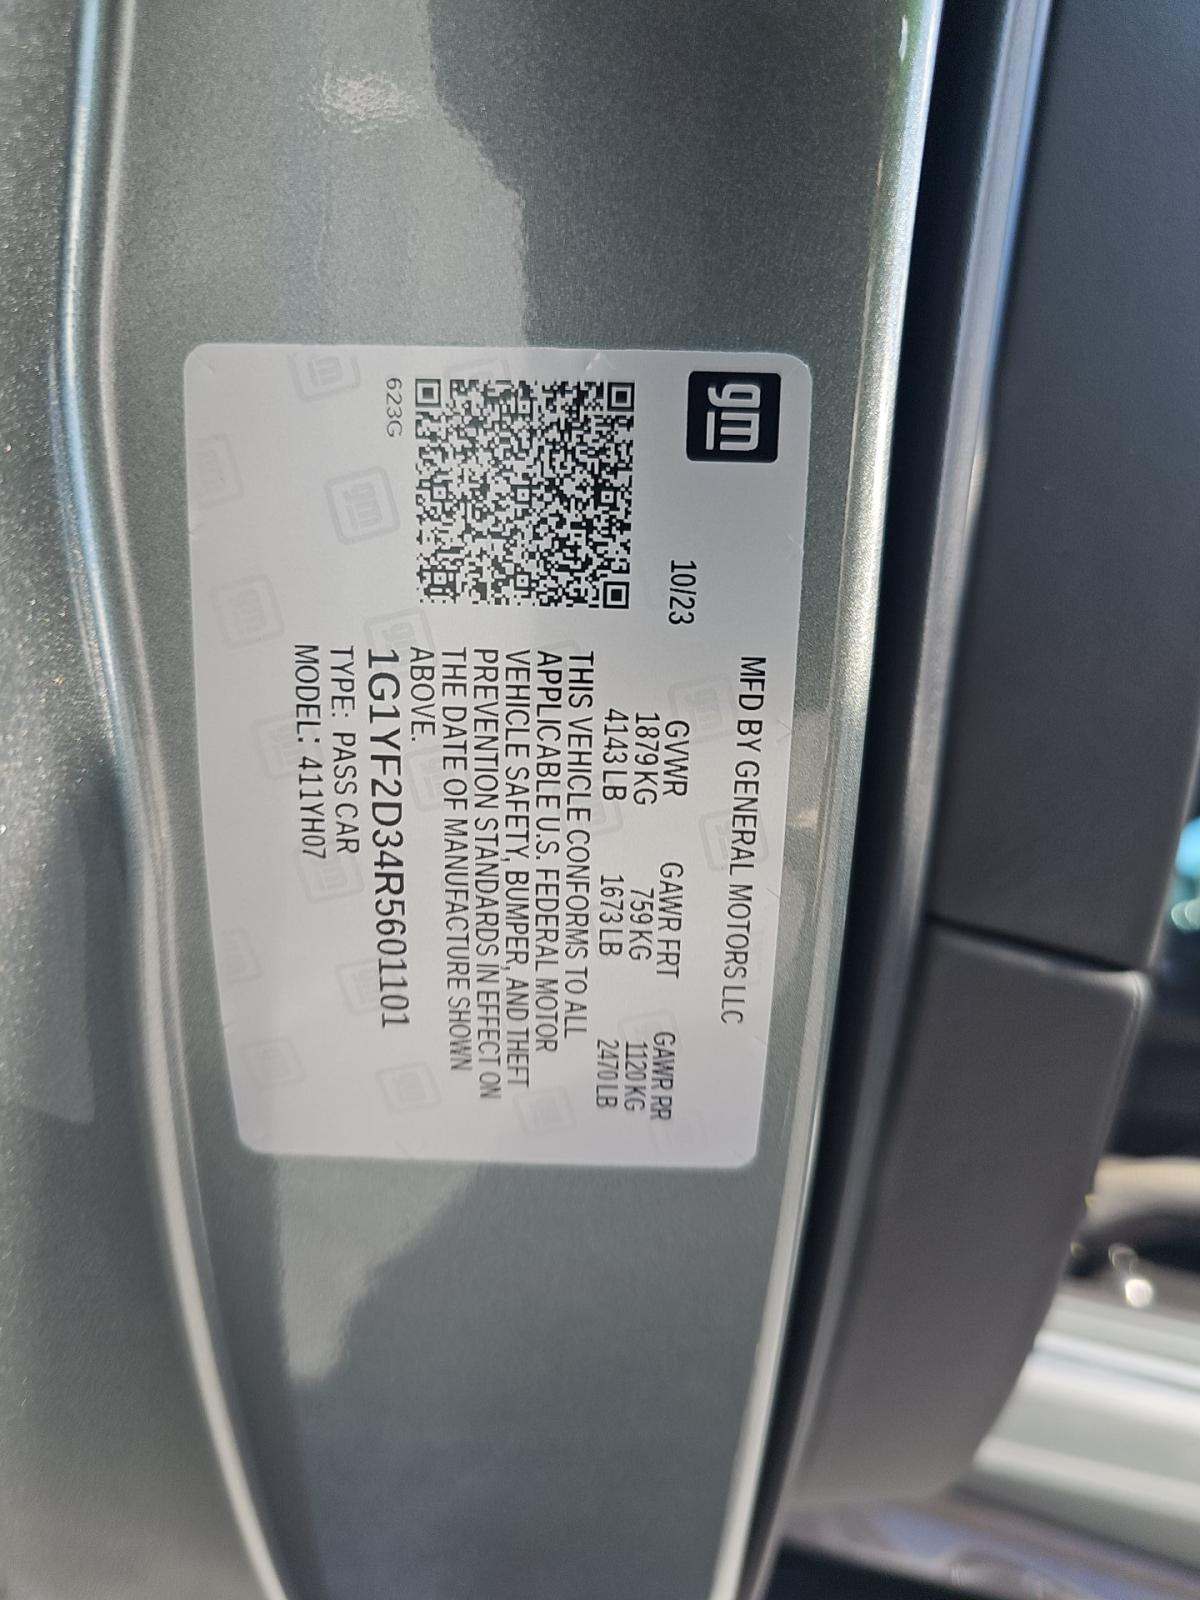 gm
MFD BY GENERAL MOTORS LLC
10/23
GVWR GAWR FRT GAWR RR
1879 KG 759 KG 1120 KG
4143 LB 1673 LB 2470 LB
THIS VEHICLE CONFORMS TO ALL
APPLICABLE U.S. FEDERAL MOTOR
VEHICLE SAFETY, BUMPER, AND THEFT
PREVENTION STANDARDS IN EFFECT ON
THE DATE OF MANUFACTURE SHOWN
ABOVE.
1G1YF2D34R5601101
TYPE: PASS CAR
MODEL: 411YH07
623G